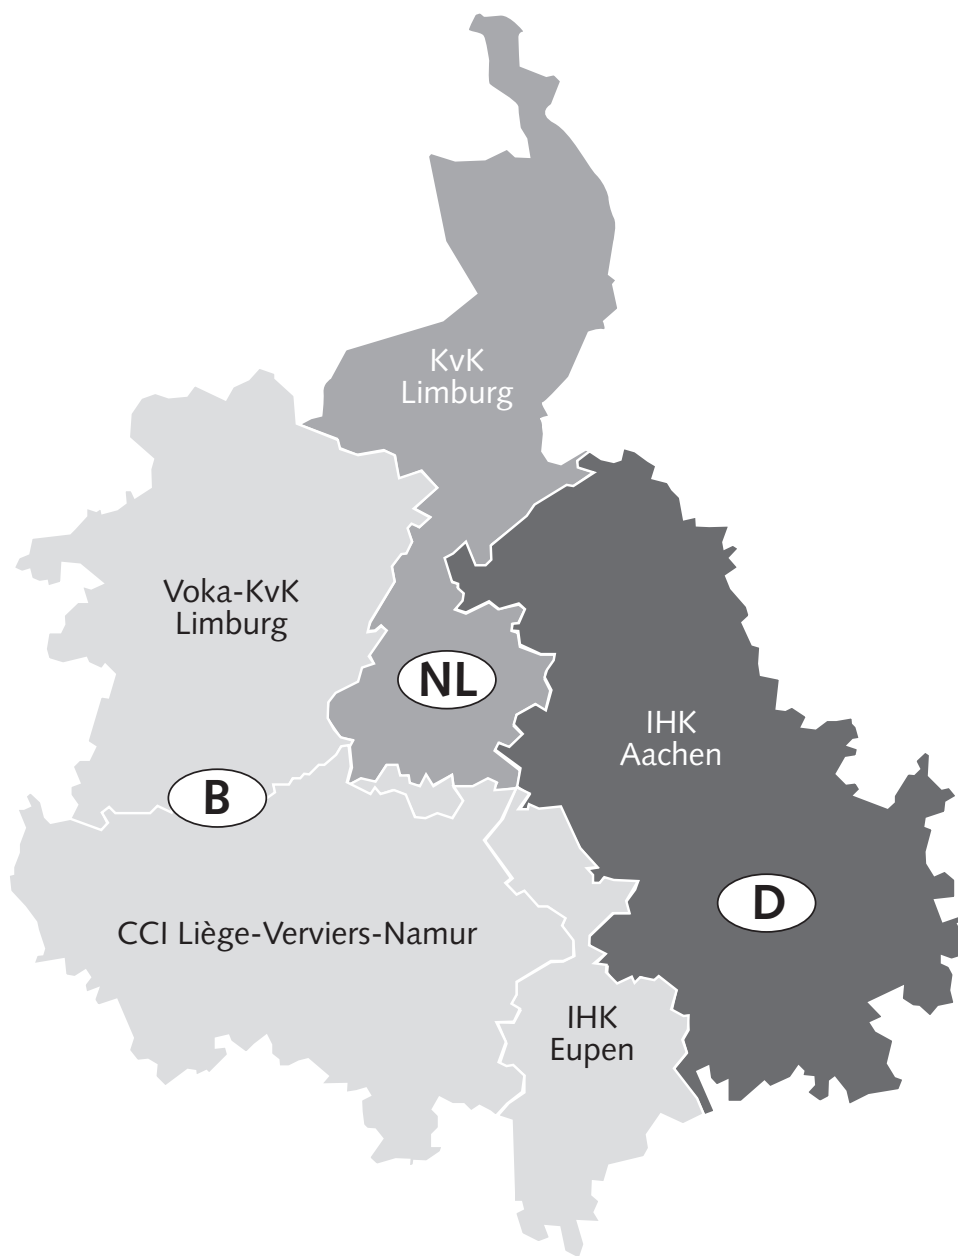 KvK
Limburg
Voka-KvK
Limburg
NL
IHK
Aachen
B
D
CCI Liège-Verviers-Namur
IHK
Eupen